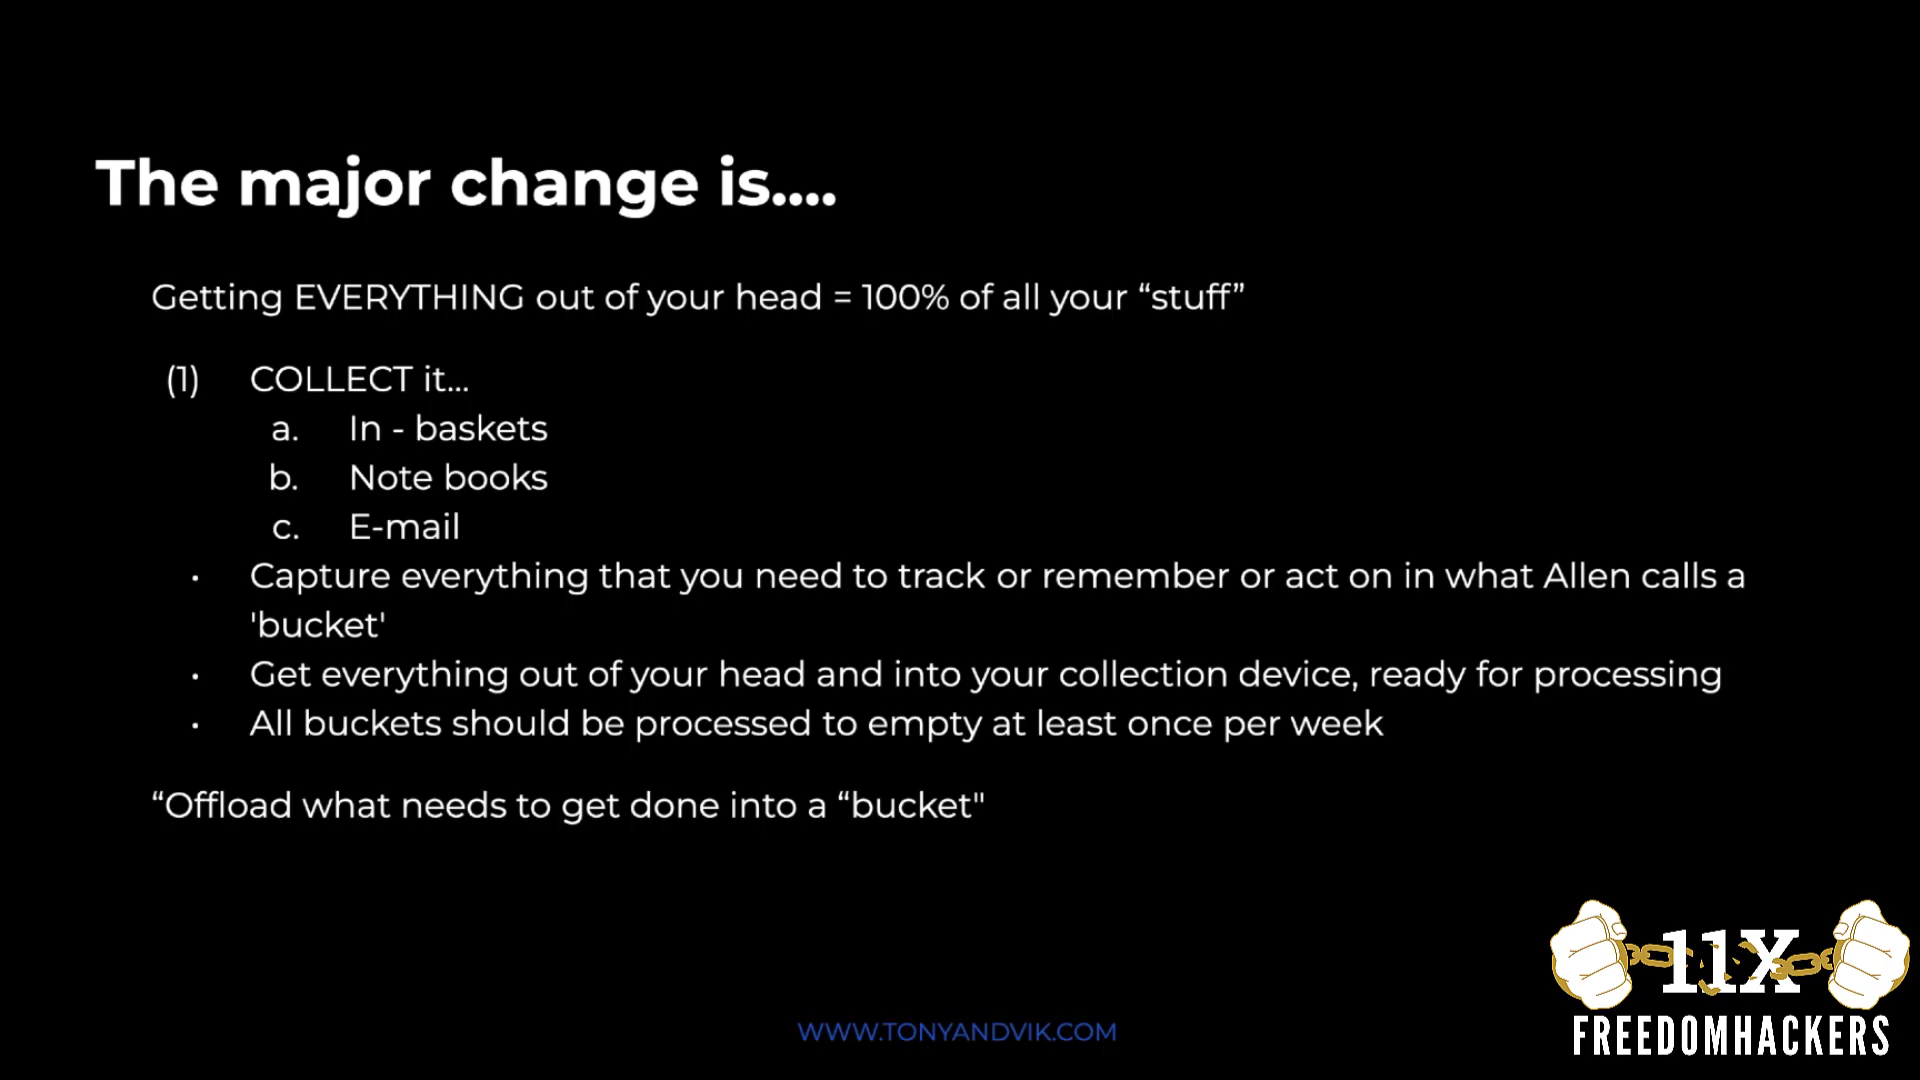 The major change is....
Getting EVERYTHING out of your head = 100% of all your “stuff”
(1) COLLECT it...
a. In - baskets
b. Note books
c. E-mail
· Capture everything that you need to track or remember or act on in what Allen calls a
'bucket'
· Get everything out of your head and into your collection device, ready for processing
· All buckets should be processed to empty at least once per week
“Offload what needs to get done into a “bucket"
11X
FREEDOMHACKERS
WWW.TONYANDVIK.COM